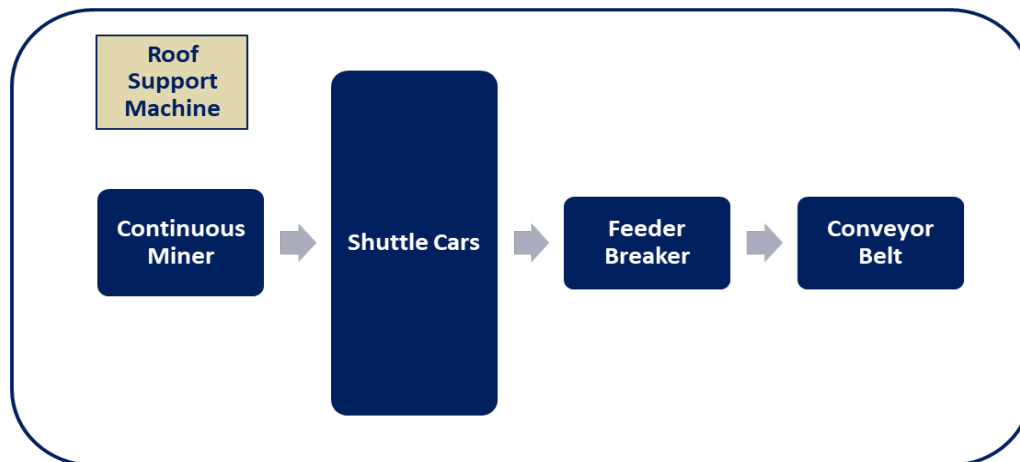 Roof
Support
Machine
Continuous
Miner
Shuttle Cars
Feeder
Breaker
Conveyor
Belt